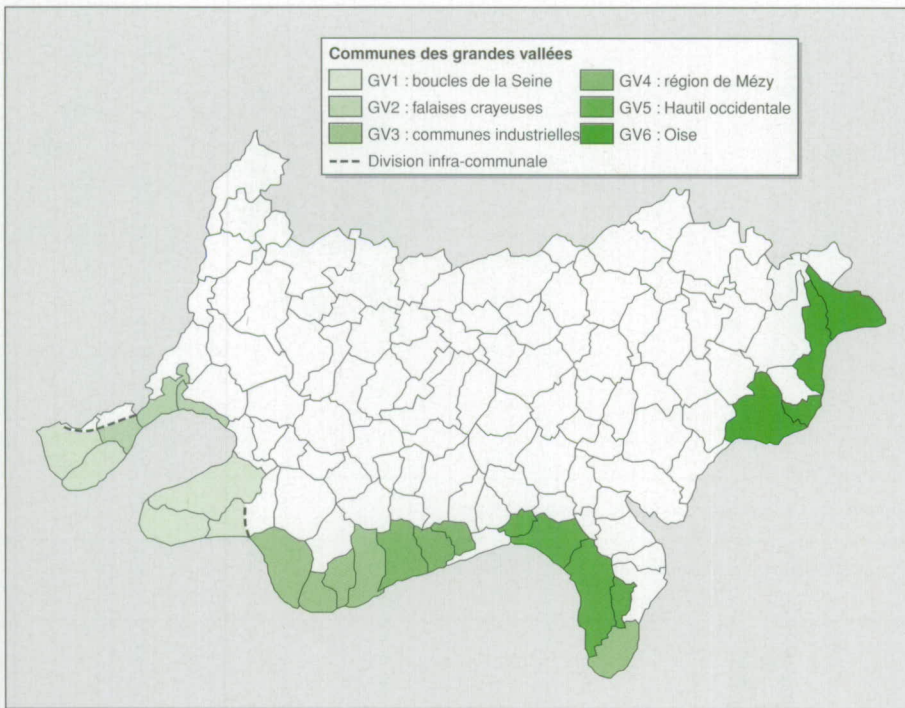 Communes des grandes vallées
GV1 : boucles de la Seine
GV2 : falaises crayeuses
GV3 : communes industrielles
Division infra-communale
GV4 : région de Mézy
GV5 : Hautil occidentale
GV6 : Oise